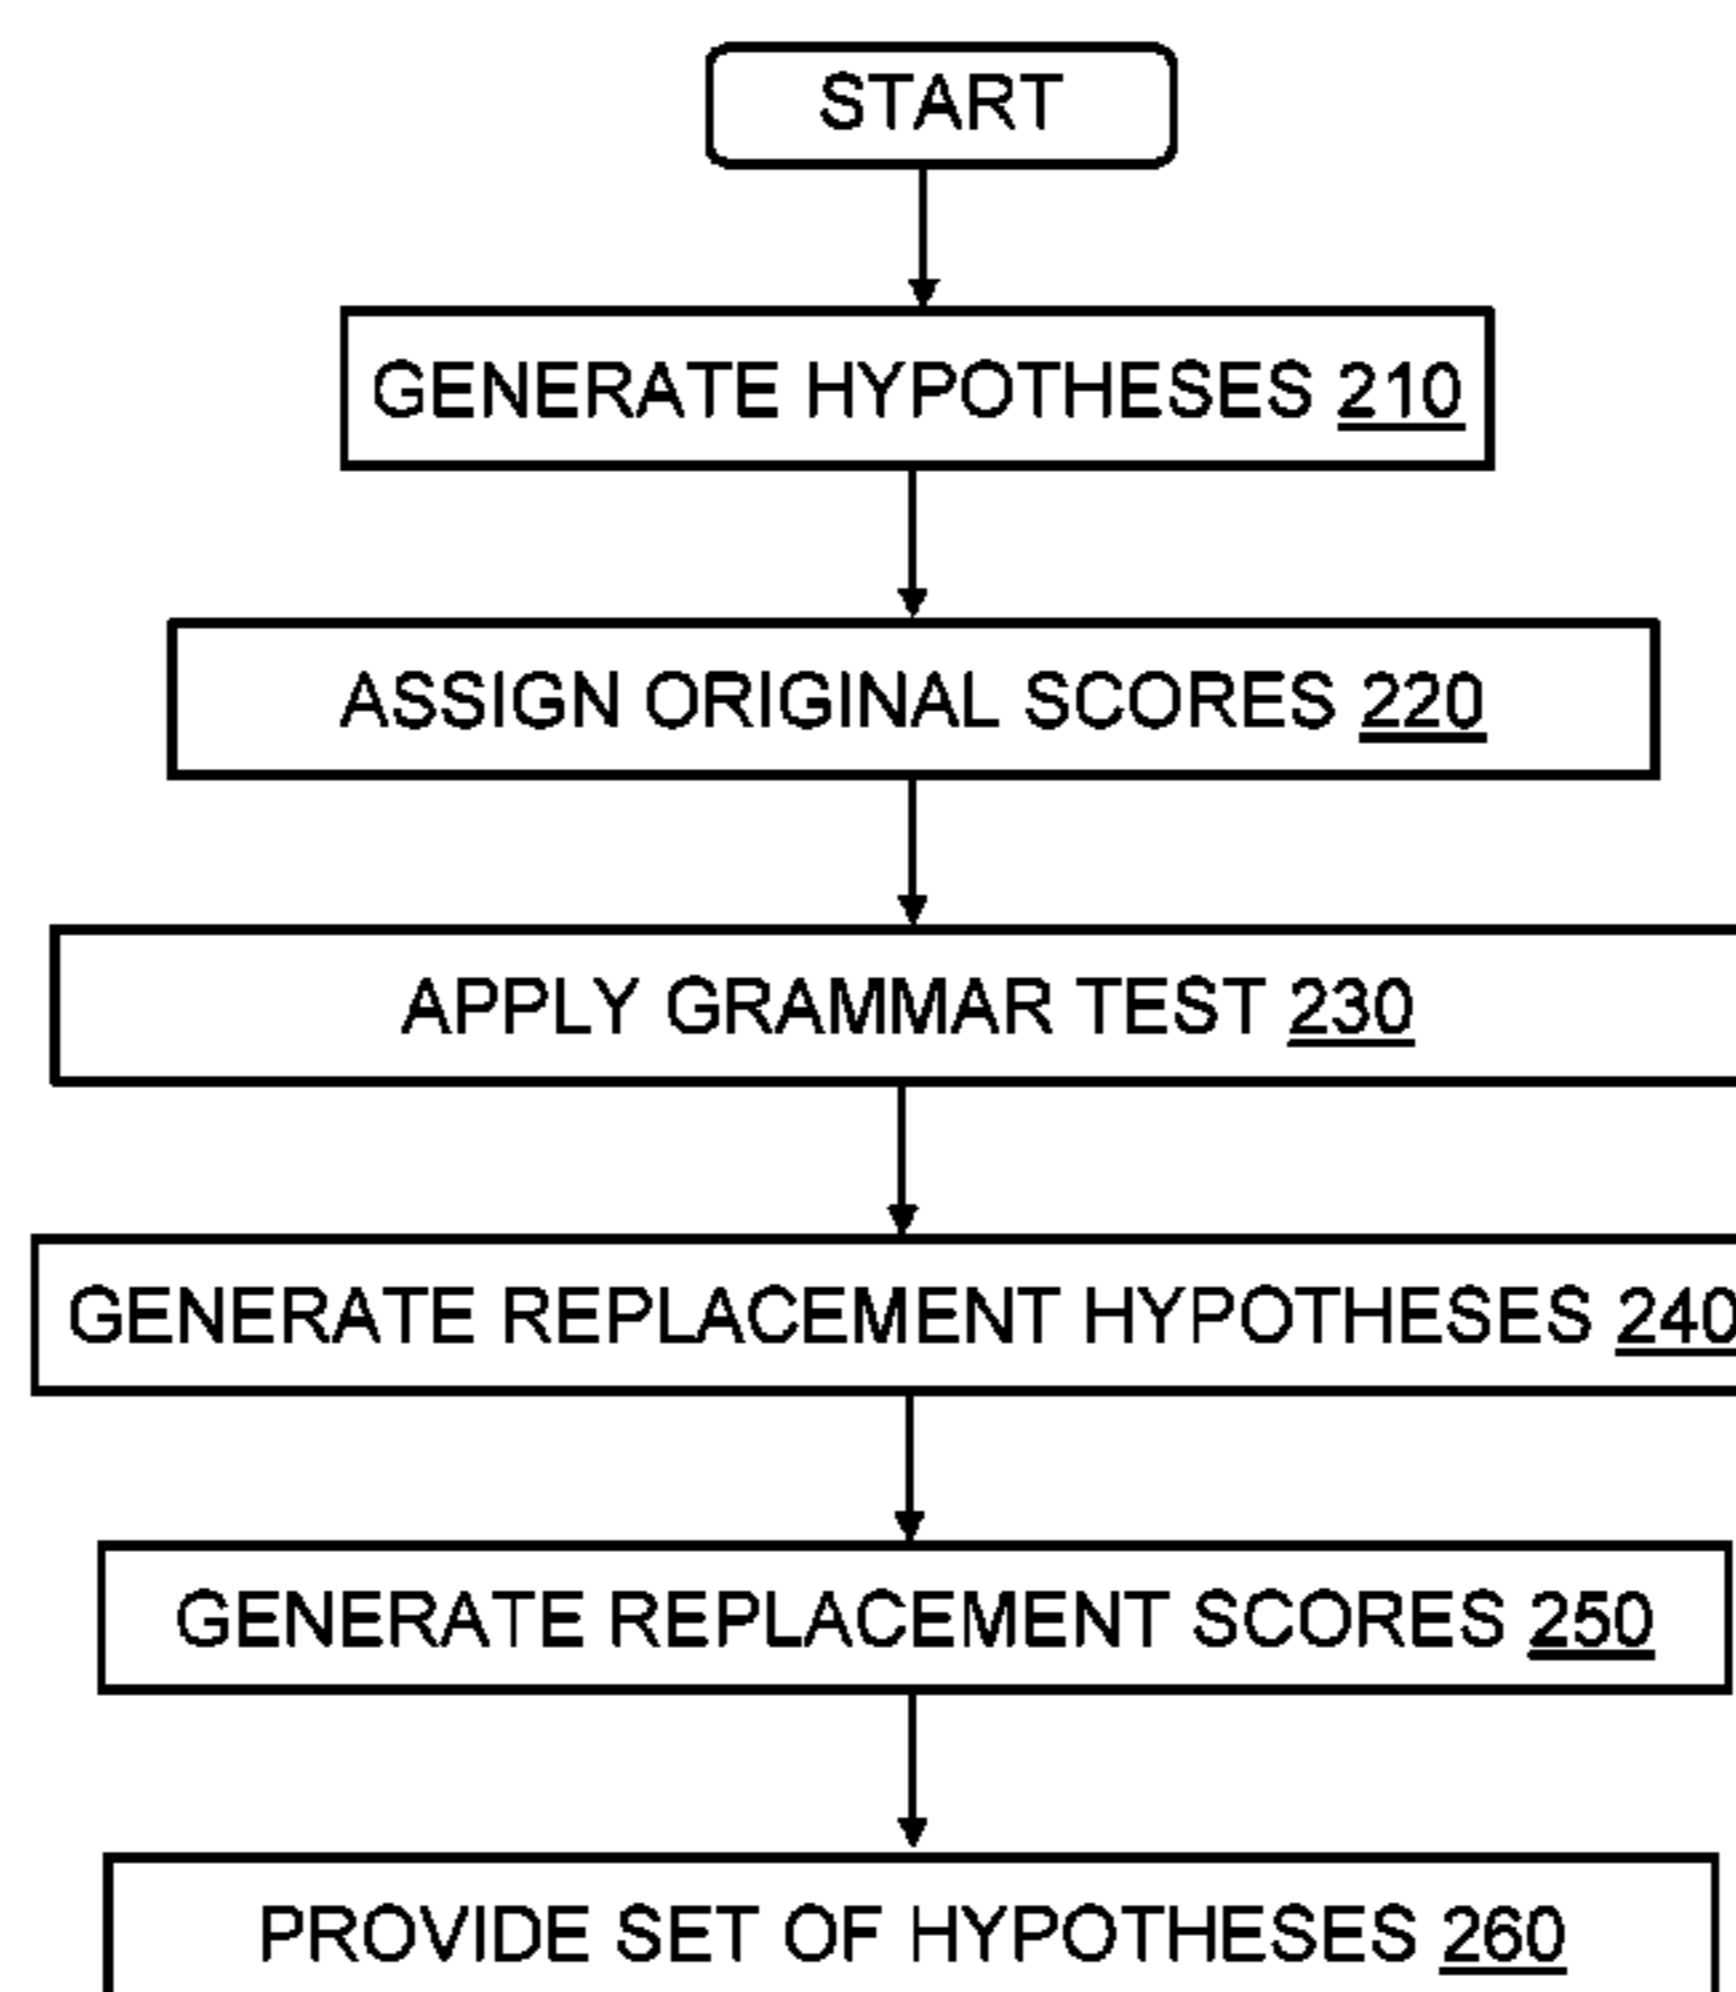 START
GENERATE HYPOTHESES 210
ASSIGN ORIGINAL SCORES 220
APPLY GRAMMAR TEST 230
GENERATE REPLACEMENT HYPOTHESES 240
GENERATE REPLACEMENT SCORES 250
PROVIDE SET OF HYPOTHESES 260